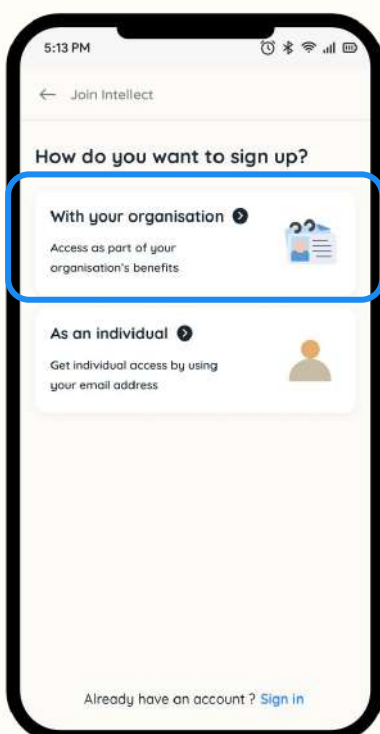 5:13 PM
Join Intellect
How do you want to sign up?
With your organisation
Access as part of your
organisation's benefits
As an individual
Get individual access by using
your email address
Already have an account ? Sign in